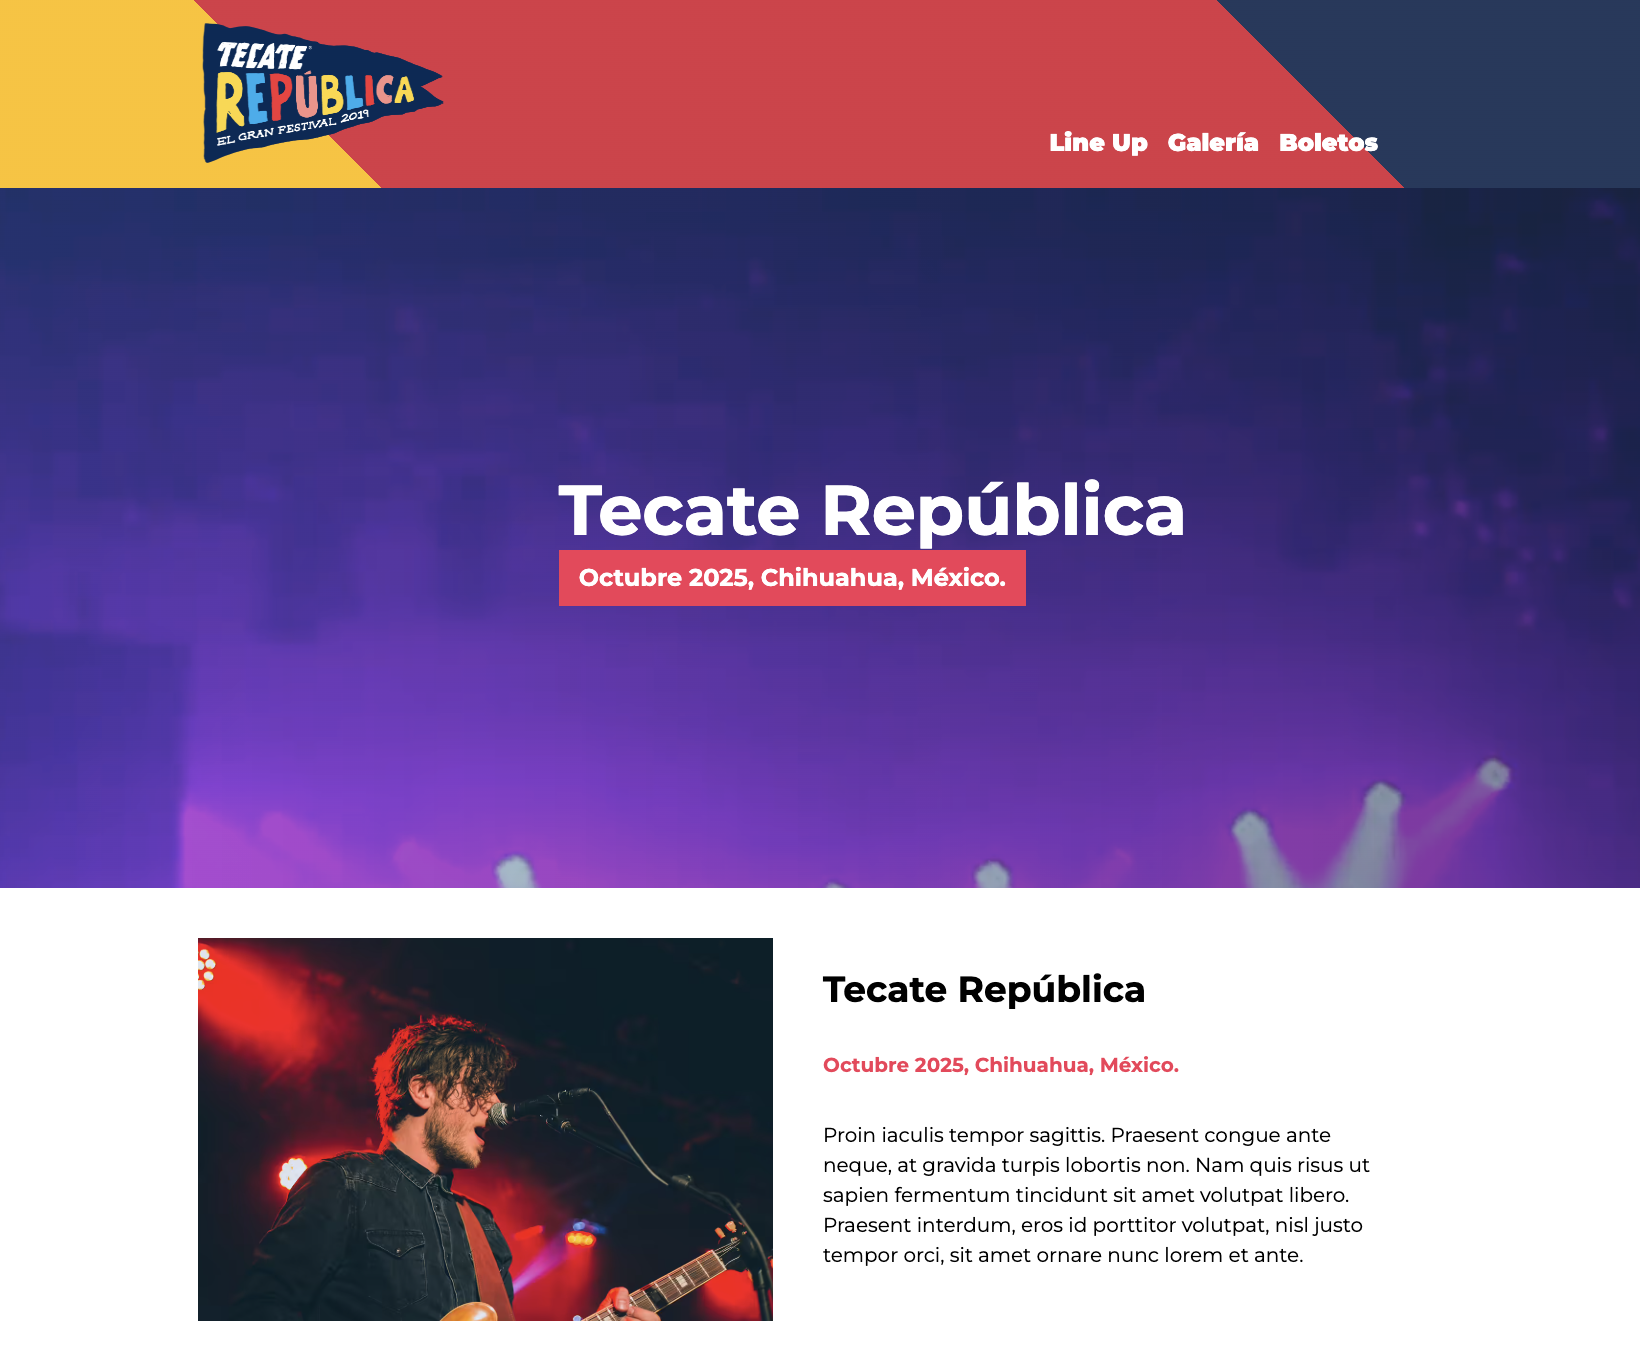 TECATE
REPÚBLICA
EL GRAN FESTIVAL 2019
Line Up Galería Boletos
Tecate República
Octubre 2025, Chihuahua, México.
Tecate República
Octubre 2025, Chihuahua, México.
Proin iaculis tempor sagittis. Praesent congue ante
neque, at gravida turpis lobortis non. Nam quis risus ut
sapien fermentum tincidunt sit amet volutpat libero.
Praesent interdum, eros id porttitor volutpat, nisl justo
tempor orci, sit amet ornare nunc lorem et ante.